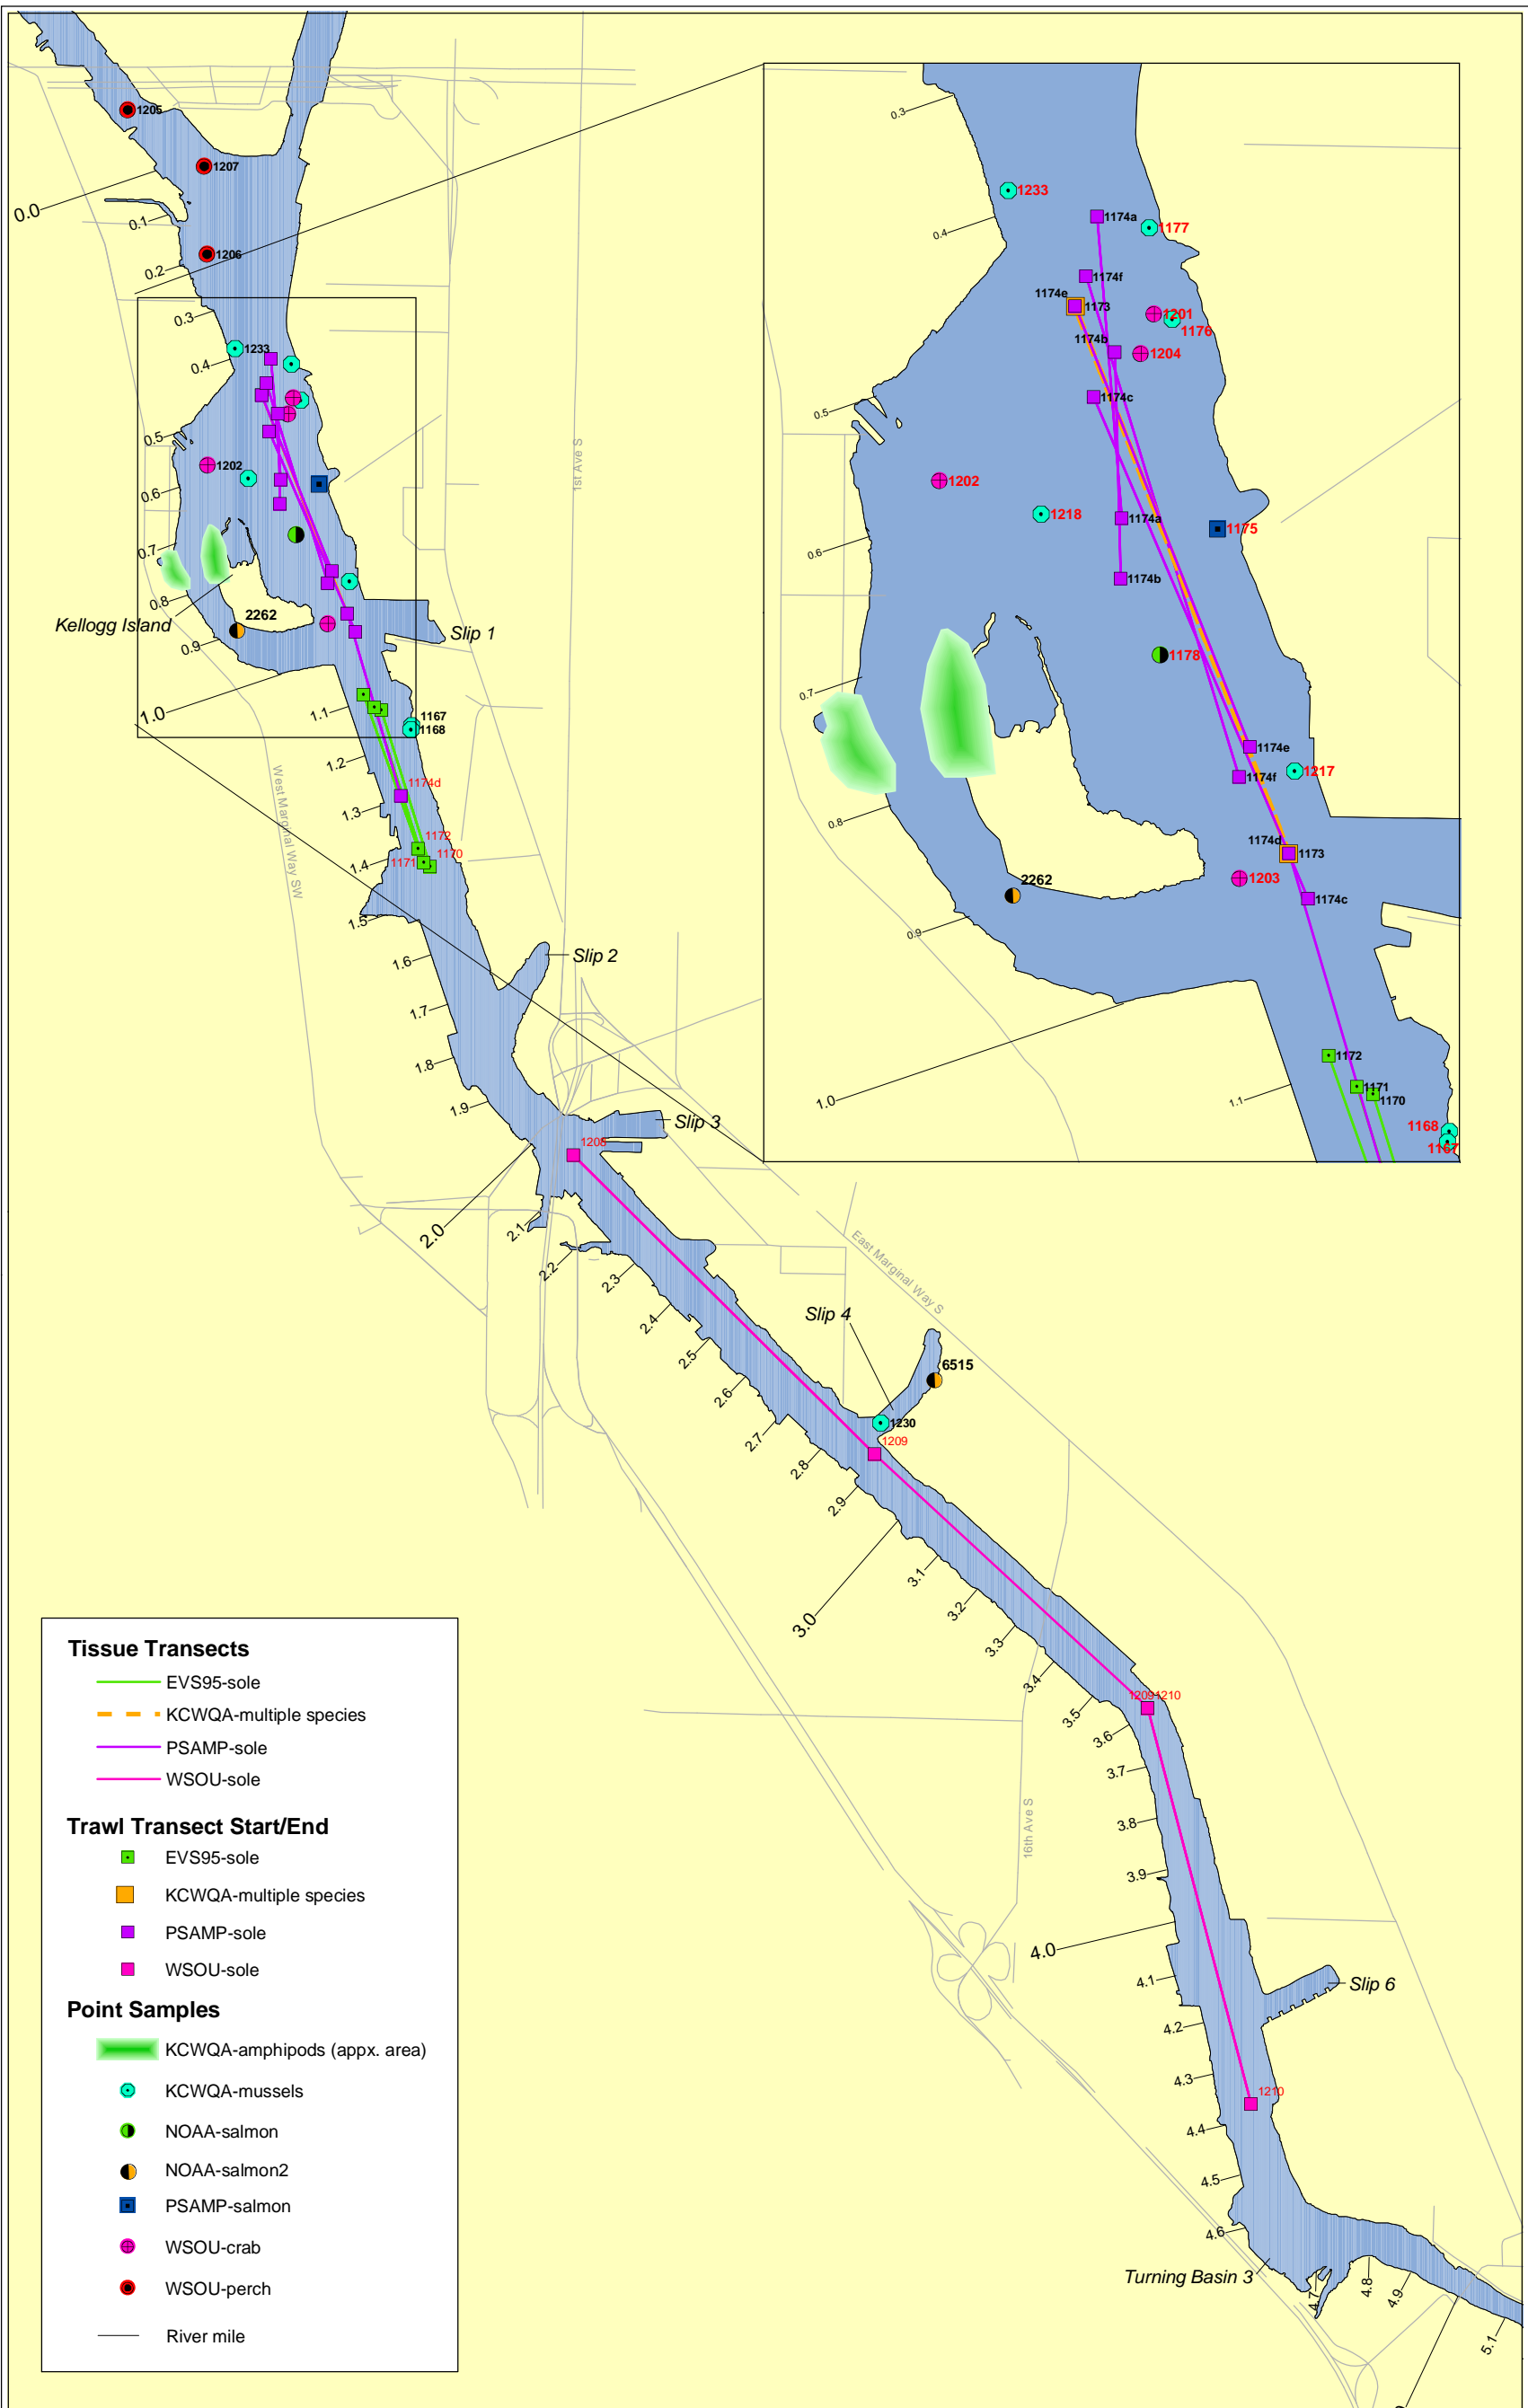 1205
1207
0.0
0.1
1206
0.2
0.3
1233
0.4
0.5
1202
0.6
0.7
0.8
Kellogg Island
2262
0.9
Slip 1
1.0
1.1
1167
1168
1.2
1174d
1.3
1172
1171
1170
1.4
1.5
1.6
1.7
1.8
1.9
1st Ave S
West Marginal Way SW
Slip 2
Slip 3
1208
2.0
2.1
2.2
2.3
2.4
2.5
2.6
2.7
2.8
2.9
East Marginal Way S
Slip 4
6515
1230
1209
3.0
3.1
3.2
3.3
3.4
3.5
3.6
12091210
3.7
3.8
3.9
16th Ave S
4.0
4.1
Slip 6
4.2
4.3
1210
4.4
4.5
4.6
Turning Basin 3
4.7
4.8
4.9
5.1
0.3
1233
0.4
1174a
1177
1174f
1174e
1173
1201
1176
1174b
1204
1174c
0.5
1202
1218
1174a
1175
0.6
1174b
1178
0.7
1174e
1217
1174f
0.8
1174d
1173
1203
1174c
2262
0.9
1172
1171
1170
1.0
1.1
1168
1167
Tissue Transects
EVS95-sole
KCWQA-multiple species
PSAMP-sole
WSOU-sole
Trawl Transect Start/End
EVS95-sole
KCWQA-multiple species
PSAMP-sole
WSOU-sole
Point Samples
KCWQA-amphipods (appx. area)
KCWQA-mussels
NOAA-salmon
NOAA-salmon2
PSAMP-salmon
WSOU-crab
WSOU-perch
River mile